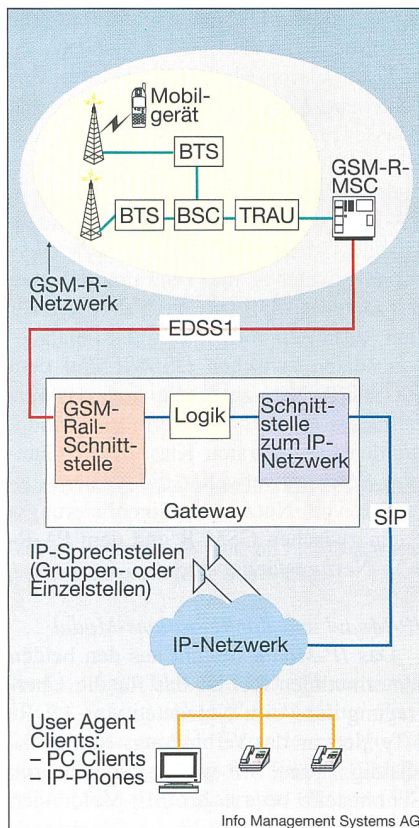 Mobil-
gerät
BTS
GSM-R-
MSC
BTS
BSC
TRAU
GSM-R-
Netzwerk
EDSS1
GSM-
Rail-
Schnitt-
stelle
Logik
Schnitt-
stelle
zum IP-
Netzwerk
Gateway
SIP
IP-Sprechstellen
(Gruppen- oder
Einzelstellen)
IP-Netzwerk
User Agent
Clients:
– PC Clients
– IP-Phones
Info Management Systems AG